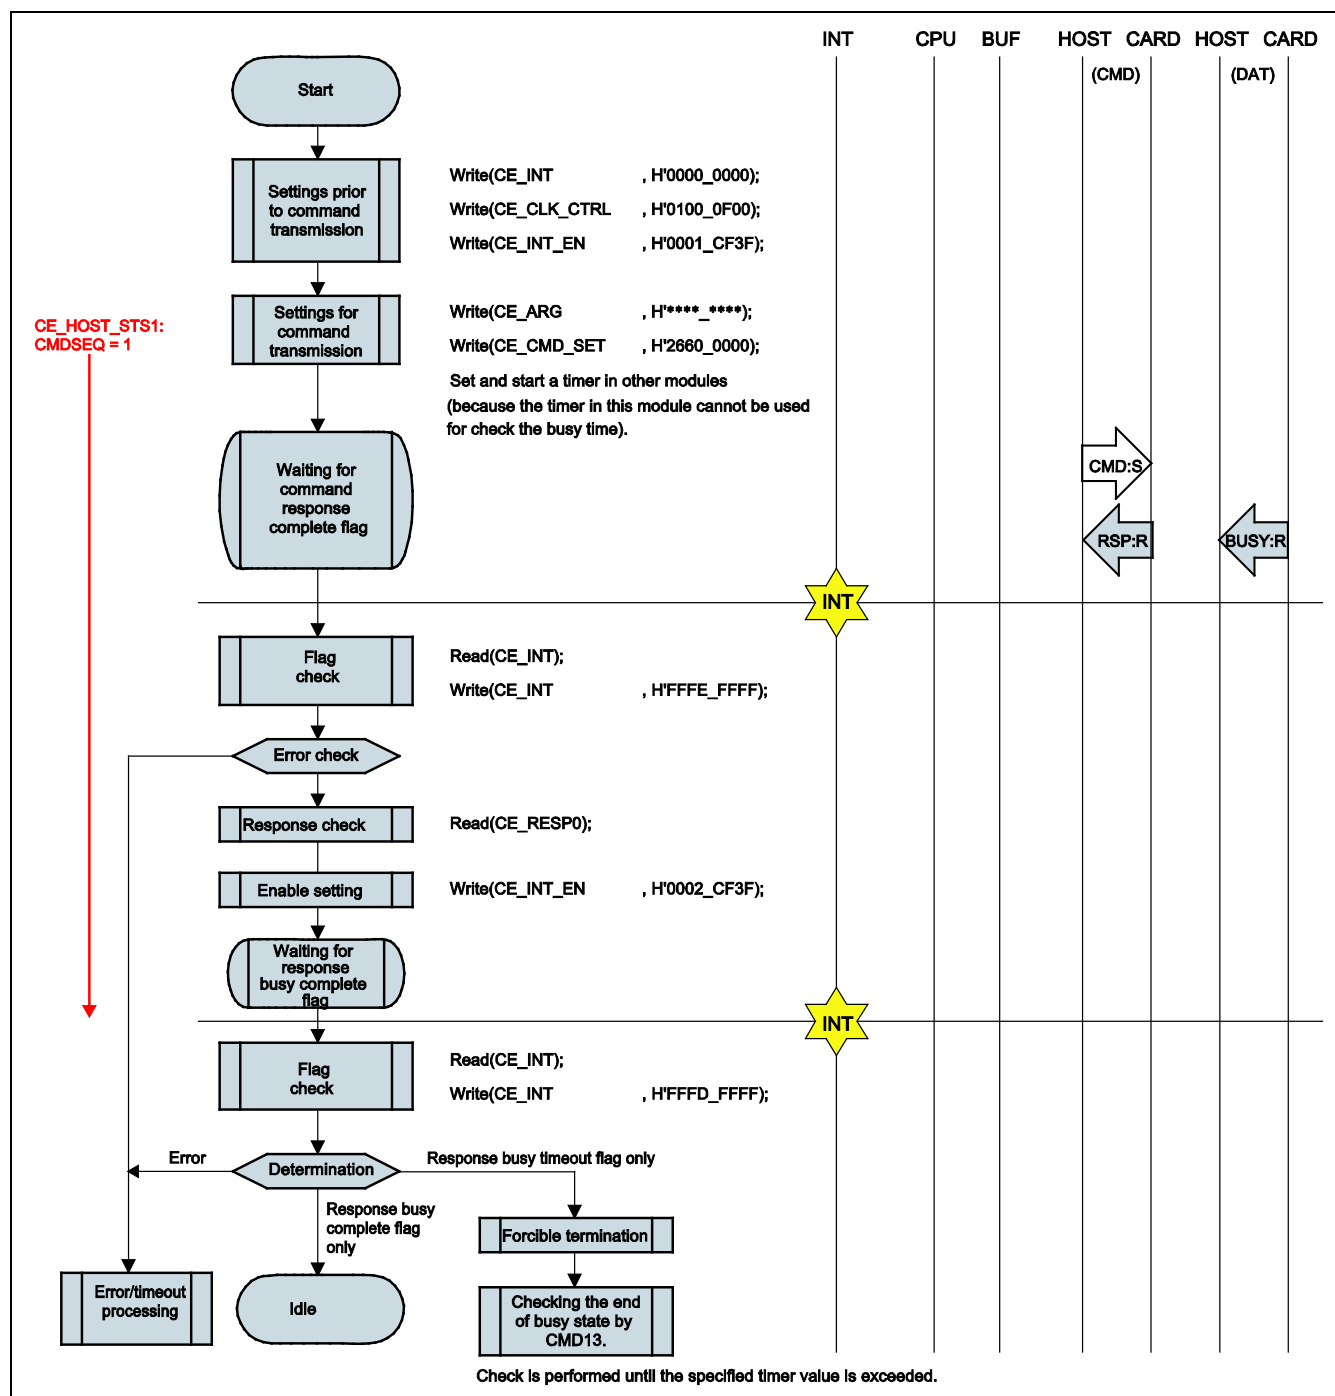 INT CPU BUF HOST CARD HOST CARD
(CMD) (DAT)
Start
Settings prior
to command
transmission
Write(CE_INT , H'0000_0000);
Write(CE_CLK_CTRL , H'0100_0F00);
Write(CE_INT_EN , H'0001_CF3F);
CE_HOST_STS1:
CMDSEQ = 1
Settings for
command
transmission
Write(CE_ARG , H'****_****);
Write(CE_CMD_SET , H'2660_0000);
Set and start a timer in other modules
(because the timer in this module cannot be used
for check the busy time).
Waiting for
command
response
complete flag
CMD:S
RSP:R
BUSY:R
INT
Flag
check
Read(CE_INT);
Write(CE_INT , H'FFFE_FFFF);
Error check
Response check
Read(CE_RESP0);
Enable setting
Write(CE_INT_EN , H'0002_CF3F);
Waiting for
response
busy complete
flag
INT
Flag
check
Read(CE_INT);
Write(CE_INT , H'FFFD_FFFF);
Error
Determination
Response busy timeout flag only
Response busy
complete flag
only
Forcible termination
Error/timeout
processing
Idle
Checking the end
of busy state by
CMD13.
Check is performed until the specified timer value is exceeded.